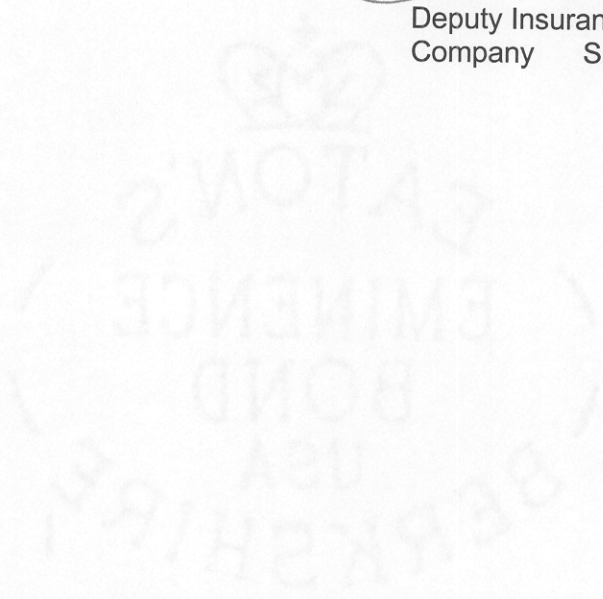 Deputy Insuran
Company S
EATON'S
EMINENCE
BOND
USA
BERKSHIRE